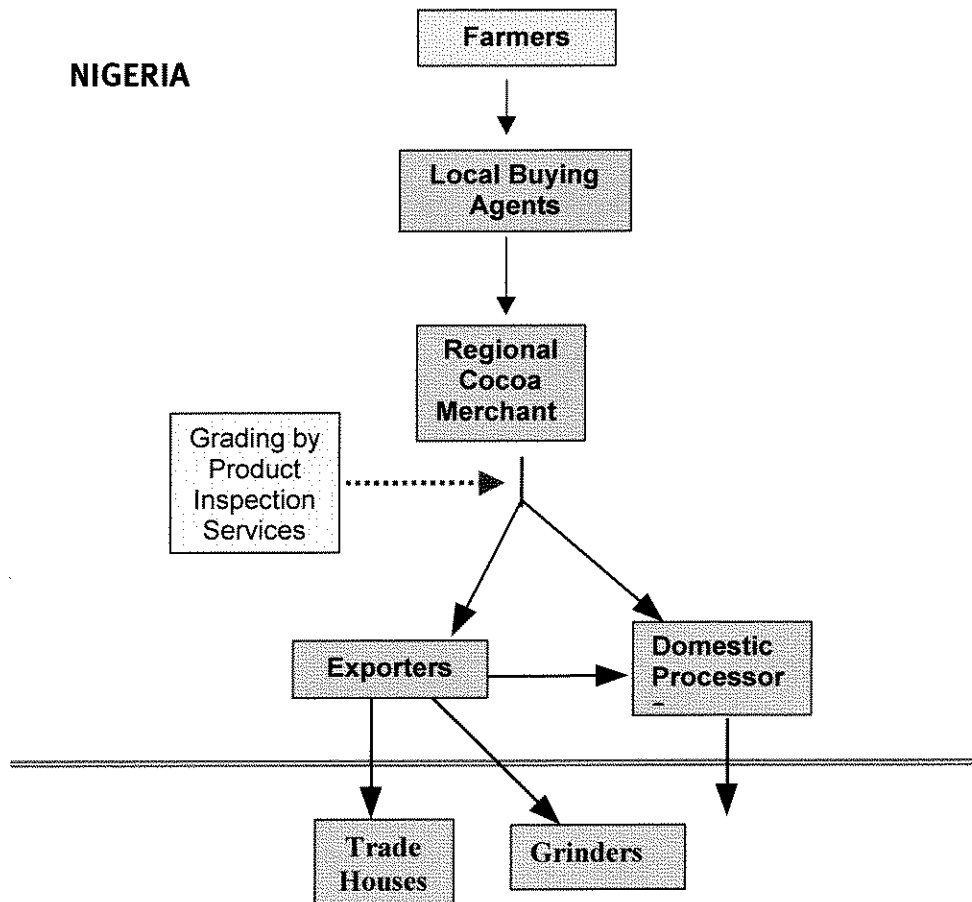 Farmers
NIGERIA
Local Buying
Agents
Regional
Cocoa
Merchant
Grading by
Product
Inspection
Services
Exporters
Domestic
Processor
Trade
Houses
Grinders